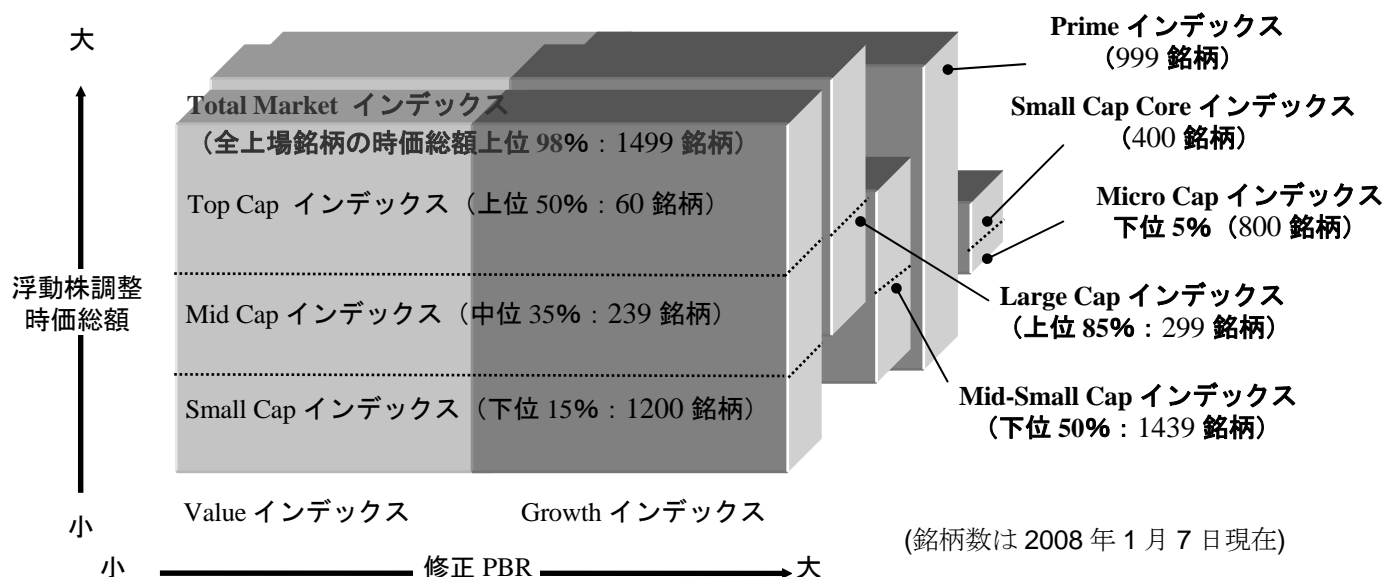 大
浮動株調整
時価総額
小
Total Market インデックス
(全上場銘柄の時価総額上位 98%：1499 銘柄)
Top Cap インデックス（上位 50%：60 銘柄）
Mid Cap インデックス（中位 35%：239 銘柄）
Small Cap インデックス（下位 15%：1200 銘柄）
Value インデックス
Growth インデックス
小
修正 PBR
大
Prime インデックス
（999 銘柄）
Small Cap Core インデックス
（400 銘柄）
Micro Cap インデックス
下位 5%（800 銘柄）
Large Cap インデックス
（上位 85%：299 銘柄）
Mid-Small Cap インデックス
（下位 50%：1439 銘柄）
(銘柄数は 2008 年 1 月 7 日現在)